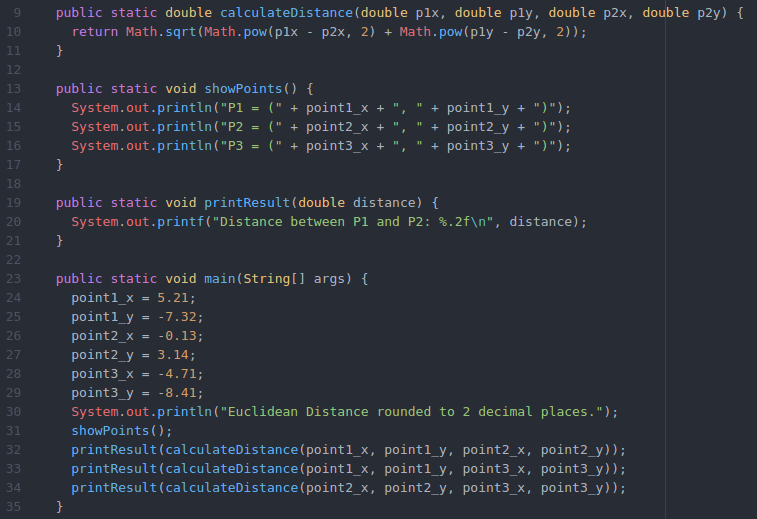 9 public static double calculateDistance(double p1x, double p1y, double p2x, double p2y) {
10 return Math.sqrt(Math.pow(p1x - p2x, 2) + Math.pow(p1y - p2y, 2));
11 }
12
13 public static void showPoints() {
14 System.out.println("P1 = (" + point1_x + ", " + point1_y + ")");
15 System.out.println("P2 = (" + point2_x + ", " + point2_y + ")");
16 System.out.println("P3 = (" + point3_x + ", " + point3_y + ")");
17 }
18
19 public static void printResult(double distance) {
20 System.out.printf("Distance between P1 and P2: %.2f\n", distance);
21 }
22
23 public static void main(String[] args) {
24 point1_x = 5.21;
25 point1_y = -7.32;
26 point2_x = -0.13;
27 point2_y = 3.14;
28 point3_x = -4.71;
29 point3_y = -8.41;
30 System.out.println("Euclidean Distance rounded to 2 decimal places.");
31 showPoints();
32 printResult(calculateDistance(point1_x, point1_y, point2_x, point2_y));
33 printResult(calculateDistance(point1_x, point1_y, point3_x, point3_y));
34 printResult(calculateDistance(point2_x, point2_y, point3_x, point3_y));
35 }